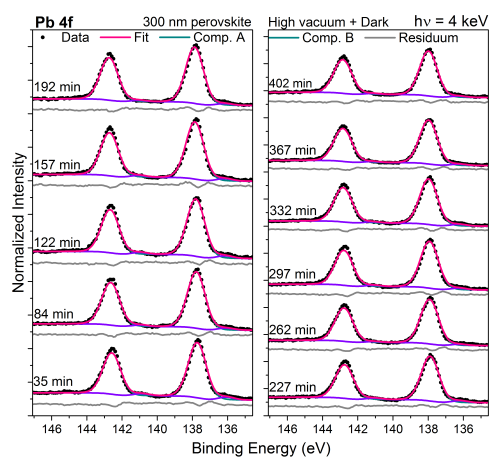 Pb 4f 300 nm perovskite High vacuum + Dark hν = 4 keV
Data Fit Comp. A Comp. B Residuum
192 min
157 min
122 min
84 min
35 min
402 min
367 min
332 min
297 min
262 min
227 min
146 144 142 140 138 136
146 144 142 140 138 136
Normalized Intensity
Binding Energy (eV)